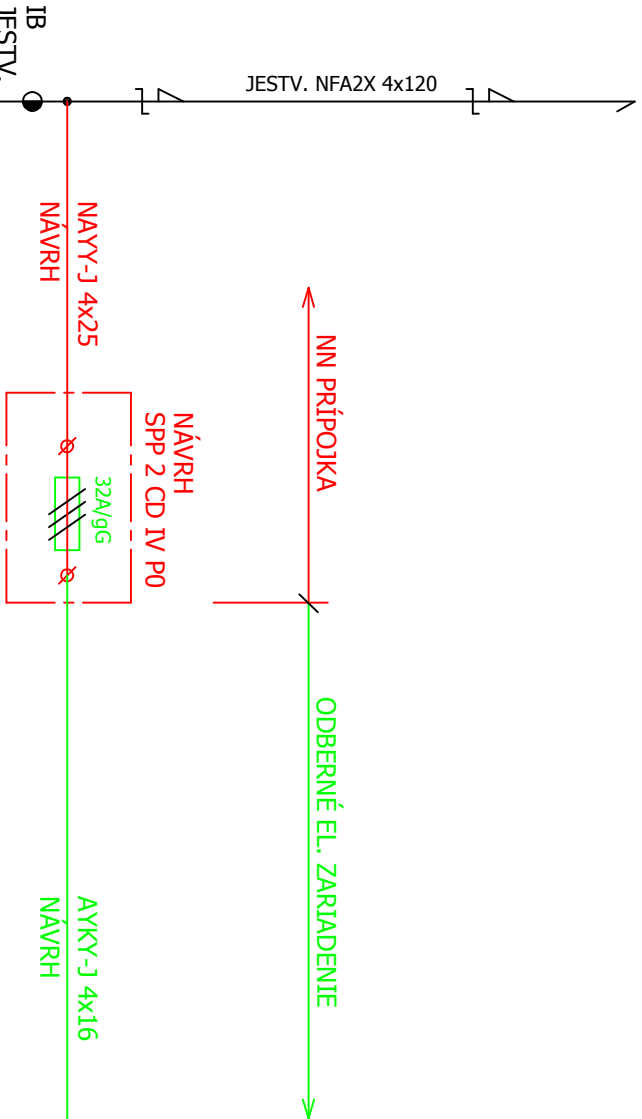 IB
JESTV.
JESTV. NFA2X 4x120
NN PRÍPOJKA
ODBERNÉ EL. ZARIADENIE
NAYY-J 4x25
NÁVRH
NÁVRH
SPP 2 CD IV P0
32A/gG
AYKY-J 4x16
NÁVRH